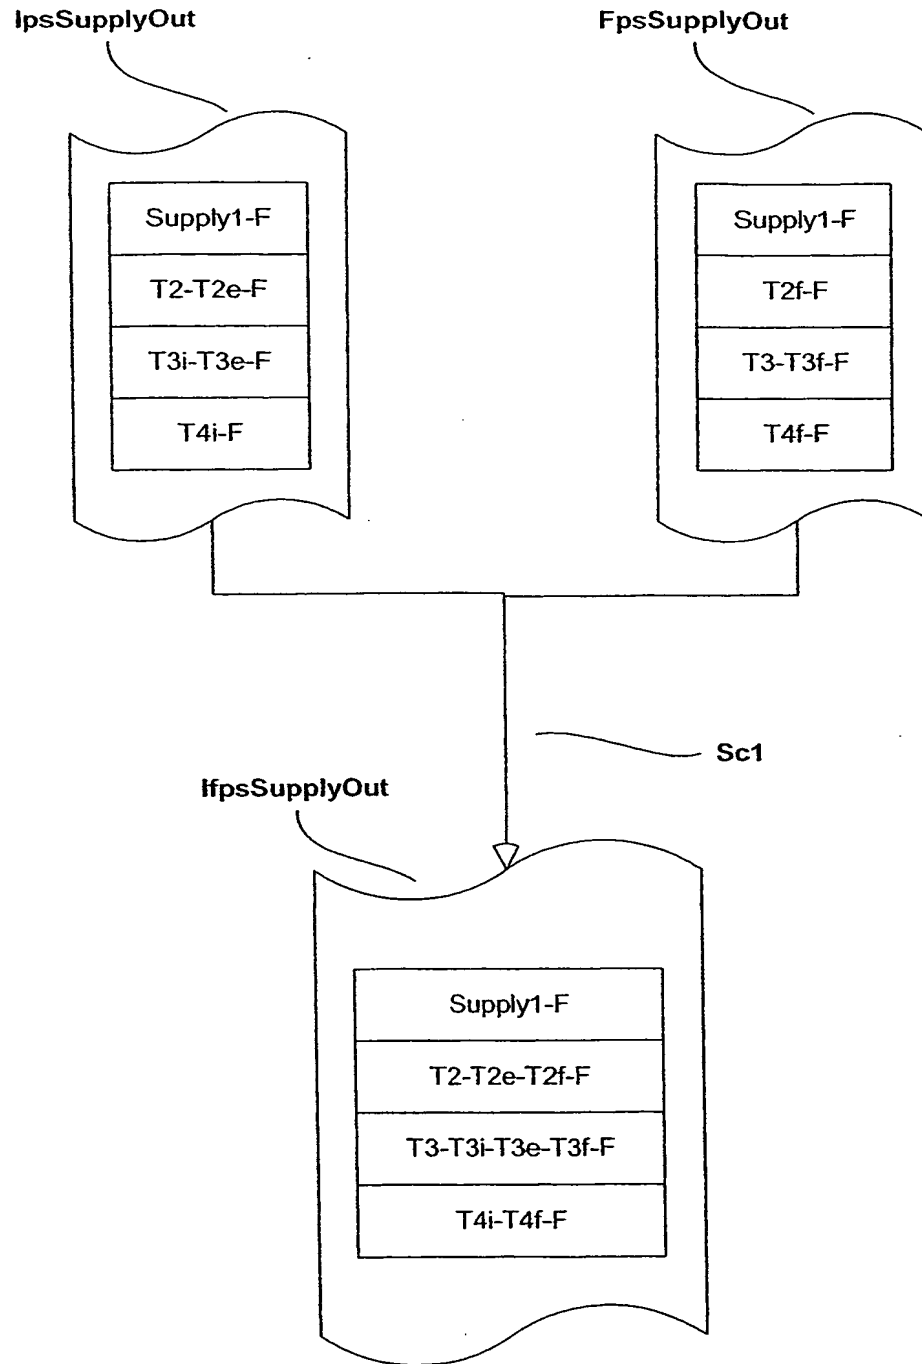 IpsSupplyOut
FpsSupplyOut
Supply1-F
T2-T2e-F
T3i-T3e-F
T4i-F
Supply1-F
T2f-F
T3-T3f-F
T4f-F
Sc1
IfpsSupplyOut
Supply1-F
T2-T2e-T2f-F
T3-T3i-T3e-T3f-F
T4i-T4f-F